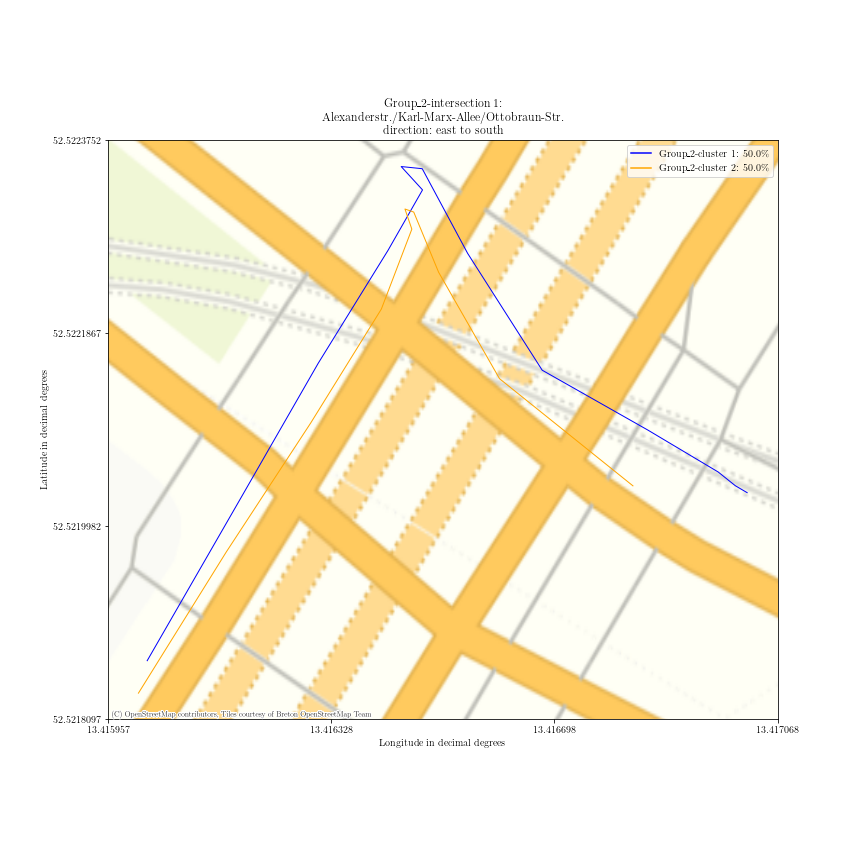 Group_2-intersection 1:
Alexanderstr./Karl-Marx-Allee/Ottobraun-Str.
direction: east to south
52.5223752
Group_2-cluster 1: 50.0%
Group_2-cluster 2: 50.0%
52.5221867
Latitude in decimal degrees
52.5219982
(C) OpenStreetMap contributors, Tiles courtesy of Breton OpenStreetMap Team
52.5218097
13.415957
13.416328
13.416698
13.417068
Longitude in decimal degrees